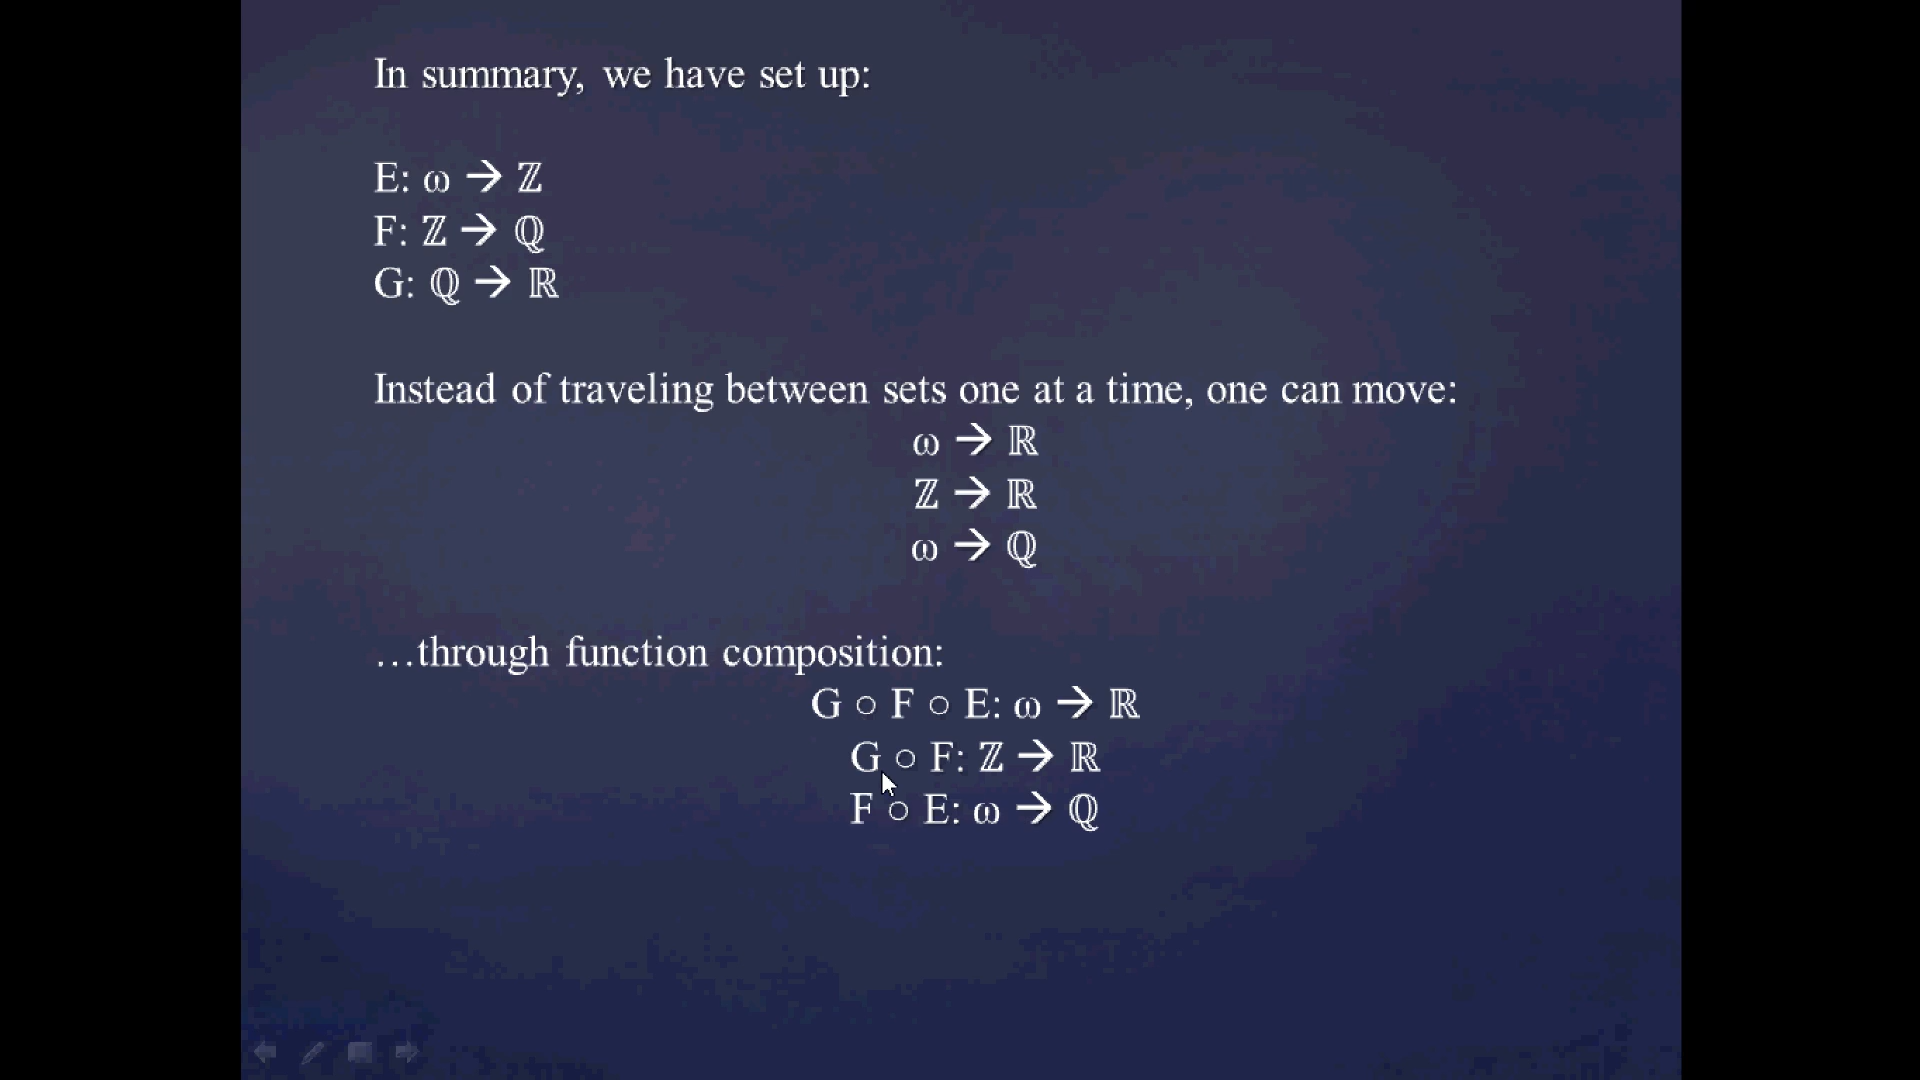 In summary, we have set up:
E: ω → ℤ
F: ℤ → ℚ
G: ℚ → ℝ
Instead of traveling between sets one at a time, one can move:
ω → ℝ
ℤ → ℝ
ω → ℚ
…through function composition:
G ○ F ○ E: ω → ℝ
G ○ F: ℤ → ℝ
F ○ E: ω → ℚ